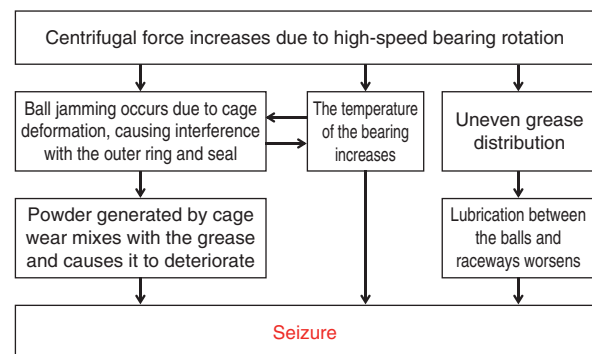 Centrifugal force increases due to high-speed bearing rotation
Ball jamming occurs due to cage
deformation, causing interference
with the outer ring and seal
The temperature
of the bearing
increases
Uneven grease
distribution
Powder generated by cage
wear mixes with the grease
and causes it to deteriorate
Lubrication between
the balls and
raceways worsens
Seizure